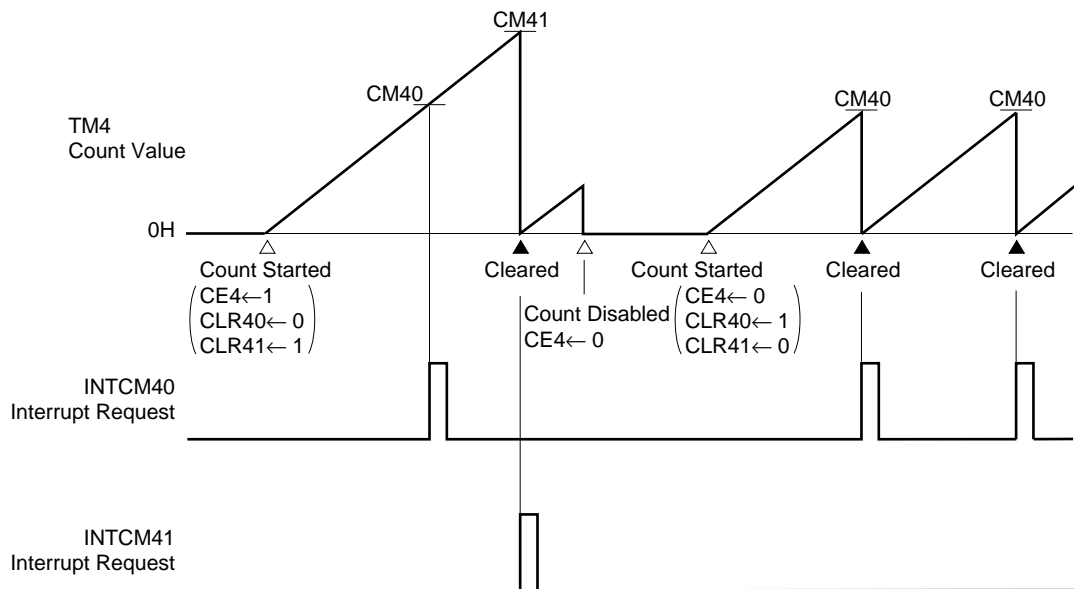 CM41
CM40
CM40
CM40
TM4
Count Value
0H
Count Started
CE4←1
CLR40← 0
CLR41← 1
Cleared
Count Disabled
CE4← 0
Count Started
CE4← 0
CLR40← 1
CLR41← 0
Cleared
Cleared
INTCM40
Interrupt Request
INTCM41
Interrupt Request